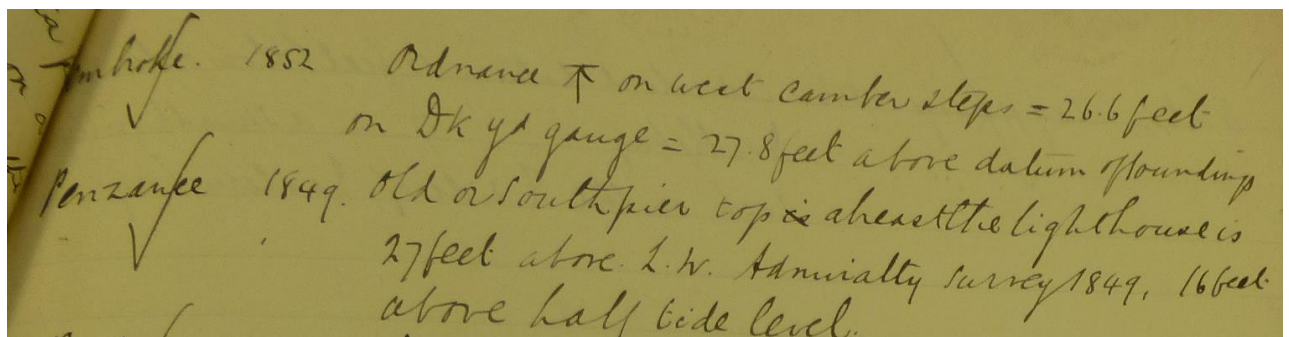 Pembroke. 1852 Ordnance ↑ on west camber steps = 26.6 feet
on Dk yd gauge = 27.8 feet above datum of soundings
Penzance 1849. Old or South pier top is abreast the lighthouse is
27 feet above L.W. Admiralty Survey 1849, 16 feet
above half tide level.